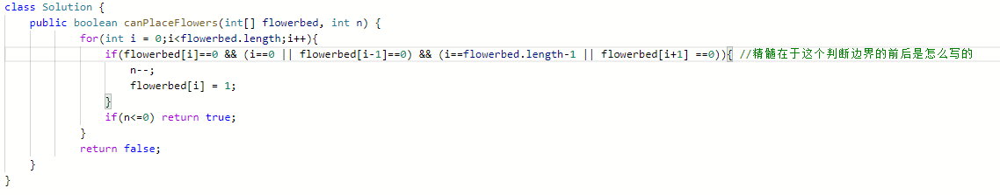 class Solution {
    public boolean canPlaceFlowers(int[] flowerbed, int n) {
            for(int i = 0;i<flowerbed.length;i++){
                if(flowerbed[i]==0 && (i==0 || flowerbed[i-1]==0) && (i==flowerbed.length-1 || flowerbed[i+1] ==0)){ //精髓在于这个判断边界的前后是怎么写的
                    n--;
                    flowerbed[i] = 1;
                }
                if(n<=0) return true;
            }
            return false;
    }
}